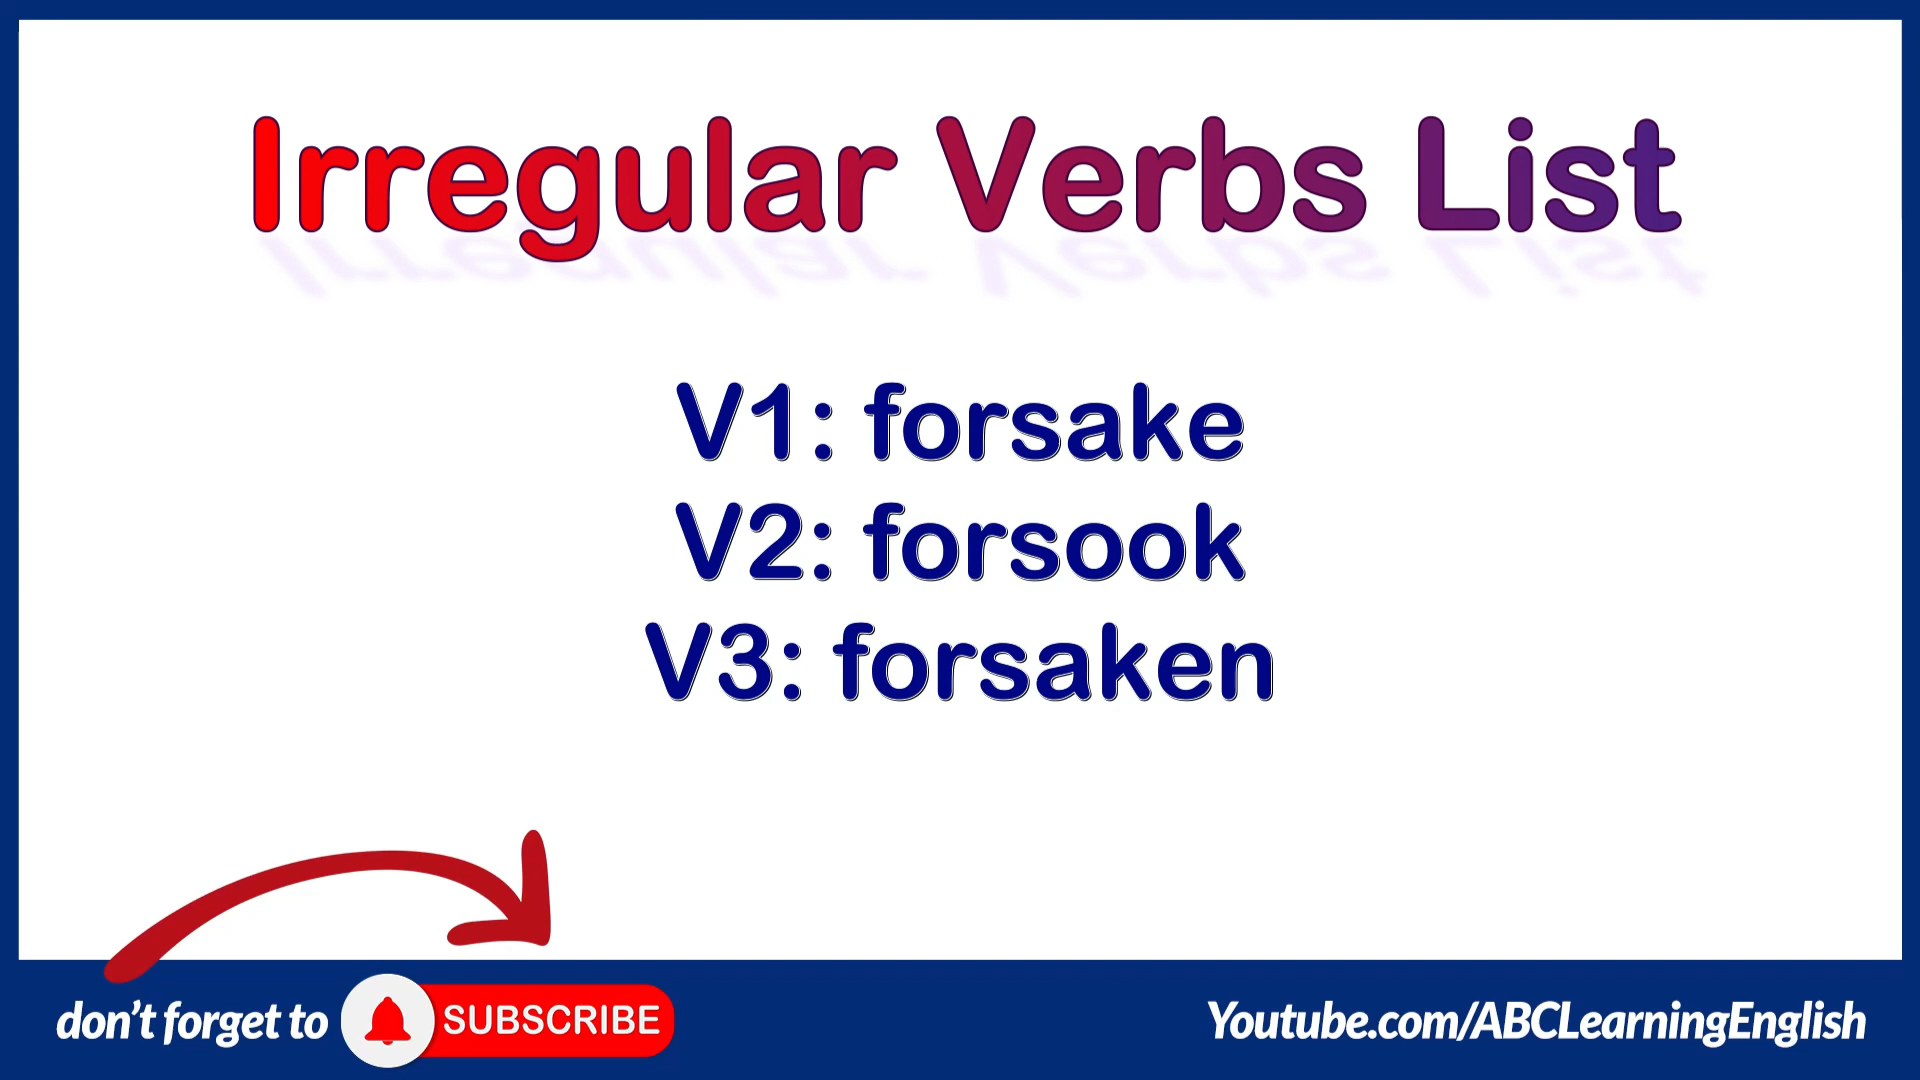 Irregular Verbs List
V1: forsake
V2: forsook
V3: forsaken
don't forget to SUBSCRIBE
Youtube.com/ABCLearningEnglish